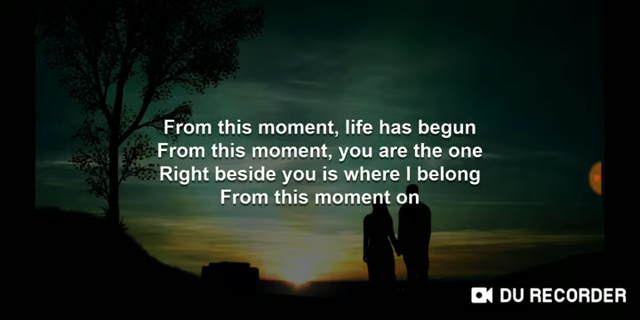 From this moment, life has begun
From this moment, you are the one
Right beside you is where I belong
From this moment on
DU RECORDER